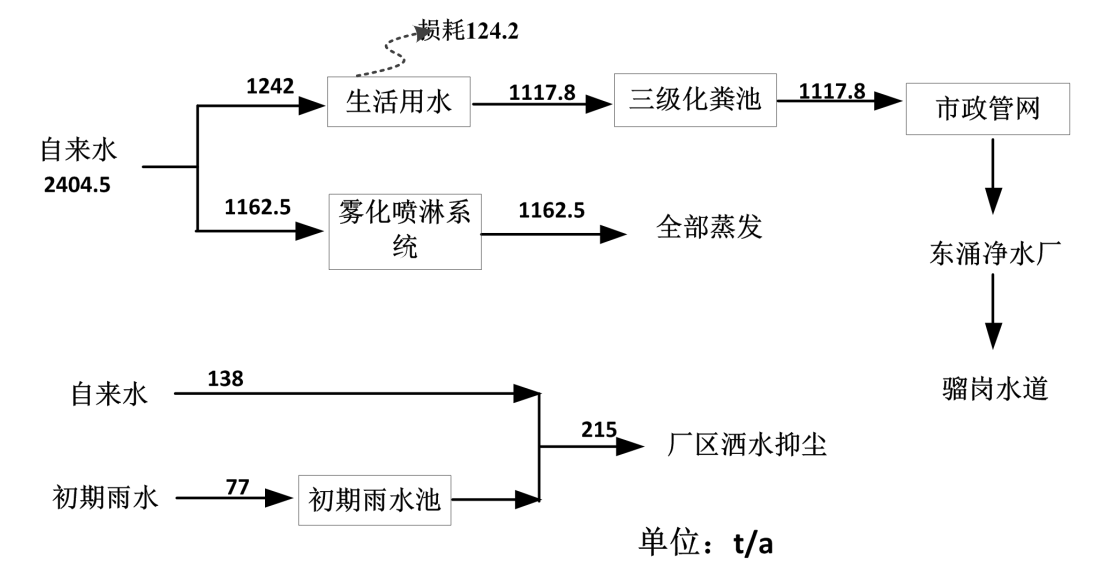 损耗124.2
1242
生活用水
1117.8
三级化粪池
1117.8
市政管网
自来水
2404.5
1162.5
雾化喷淋系
统
1162.5
全部蒸发
东涌净水厂
骝岗水道
自来水
138
215
厂区洒水抑尘
初期雨水
77
初期雨水池
单位：t/a